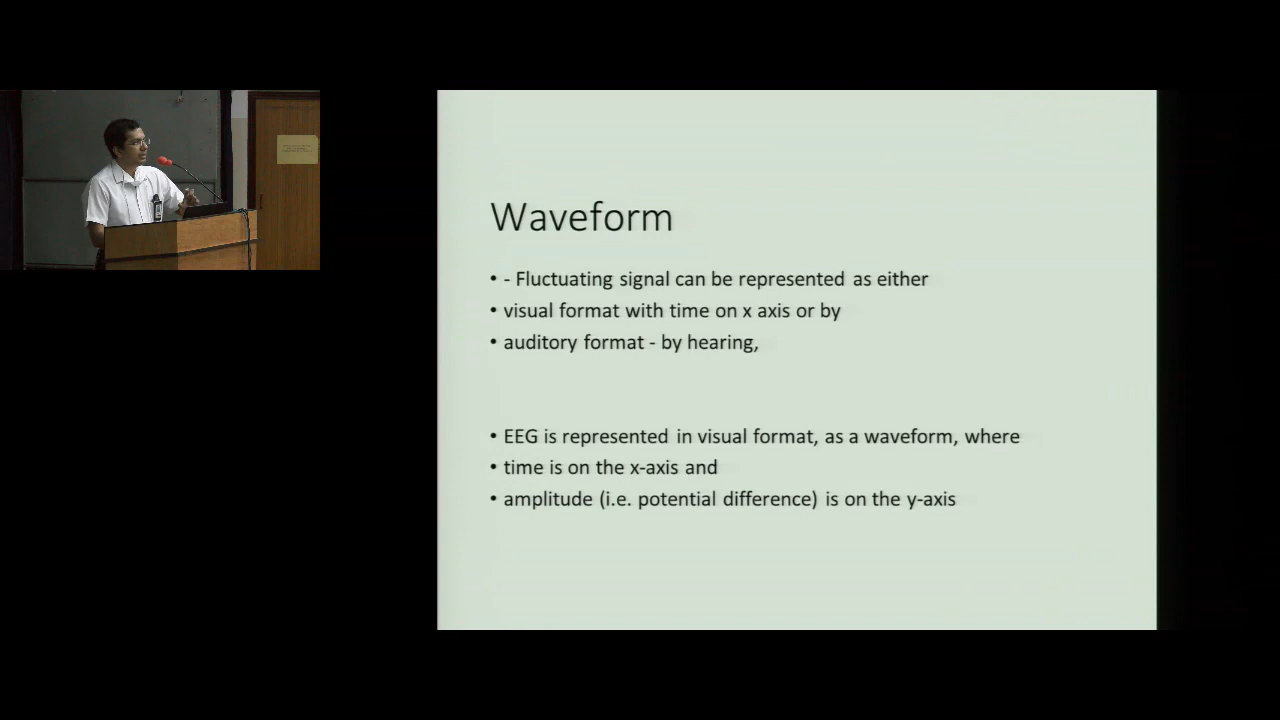 Waveform
• - Fluctuating signal can be represented as either
• visual format with time on x axis or by
• auditory format - by hearing,
• EEG is represented in visual format, as a waveform, where
• time is on the x-axis and
• amplitude (i.e. potential difference) is on the y-axis